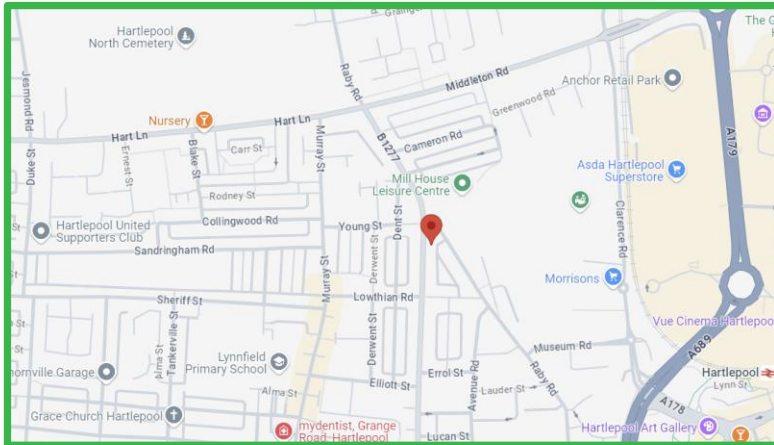 Hartlepool
North Cemetery
Raby Rd
Middleton Rd
Anchor Retail Park
Greenwood Rd
Jesmond Rd
Nursery
Hart Ln
Hart Ln
Murray St
B1277
Cameron Rd
A179
Duke St
Ernest St
Blake St
Carr St
Mill House
Leisure Centre
Asda Hartlepool
Superstore
Rodney St
Collingwood Rd
Hartlepool United
Supporters Club
Sandringham Rd
Young St
Dent St
Derwent St
Clarence Rd
Murray St
Morrisons
Sheriff St
Lowthian Rd
Vue Cinema Hartlepool
Alma St
Tankerville St
Lynnfield
Primary School
Derwent St
Museum Rd
A689
Hartlepool
Lynn St
Elliott St
Errol St
Avenue Rd
Raby Rd
Lauder St
A178
Alma St
Grace Church Hartlepool
mydentist, Grange
Road, Hartlepool
Lucan St
Hartlepool Art Gallery